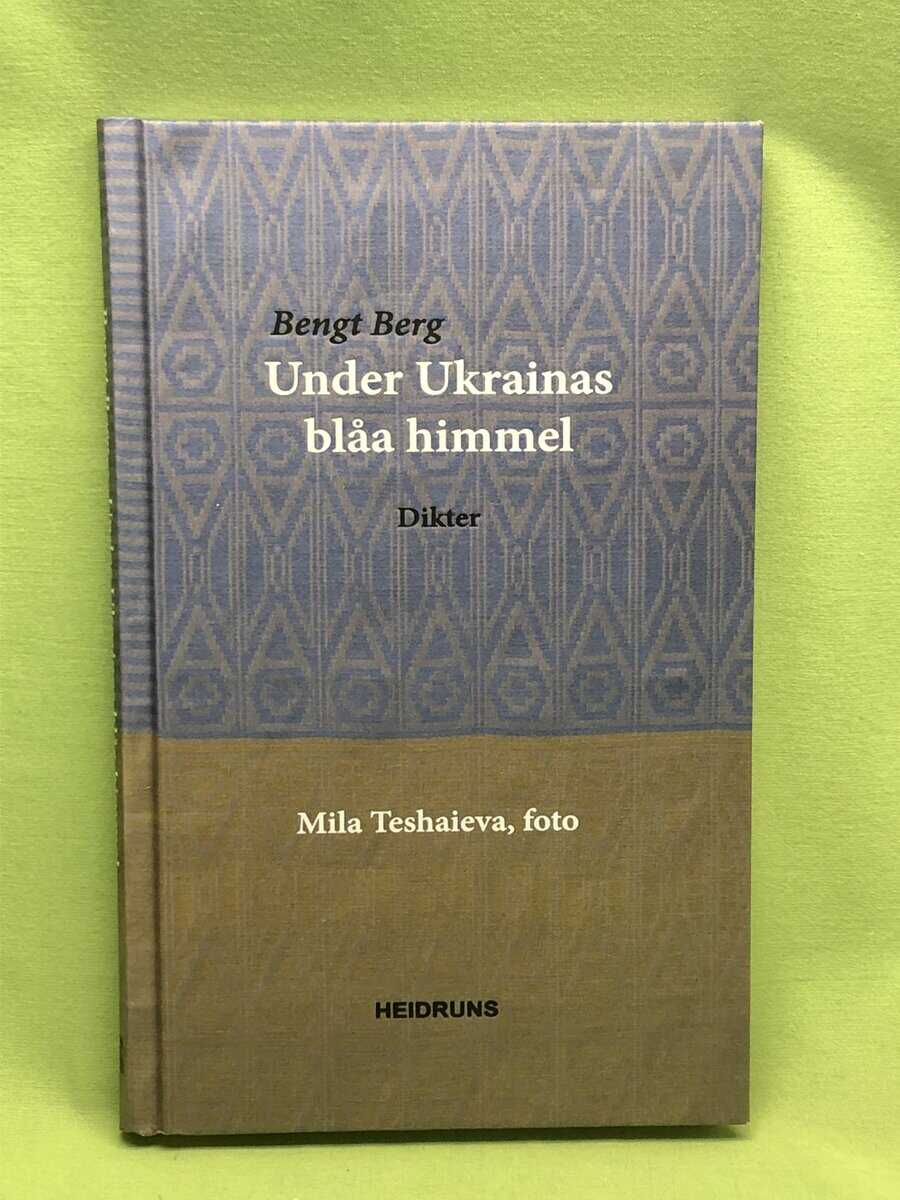 Bengt Berg
Under Ukrainas
blåa himmel
Dikter
Mila Teshaieva, foto
HEIDRUNS